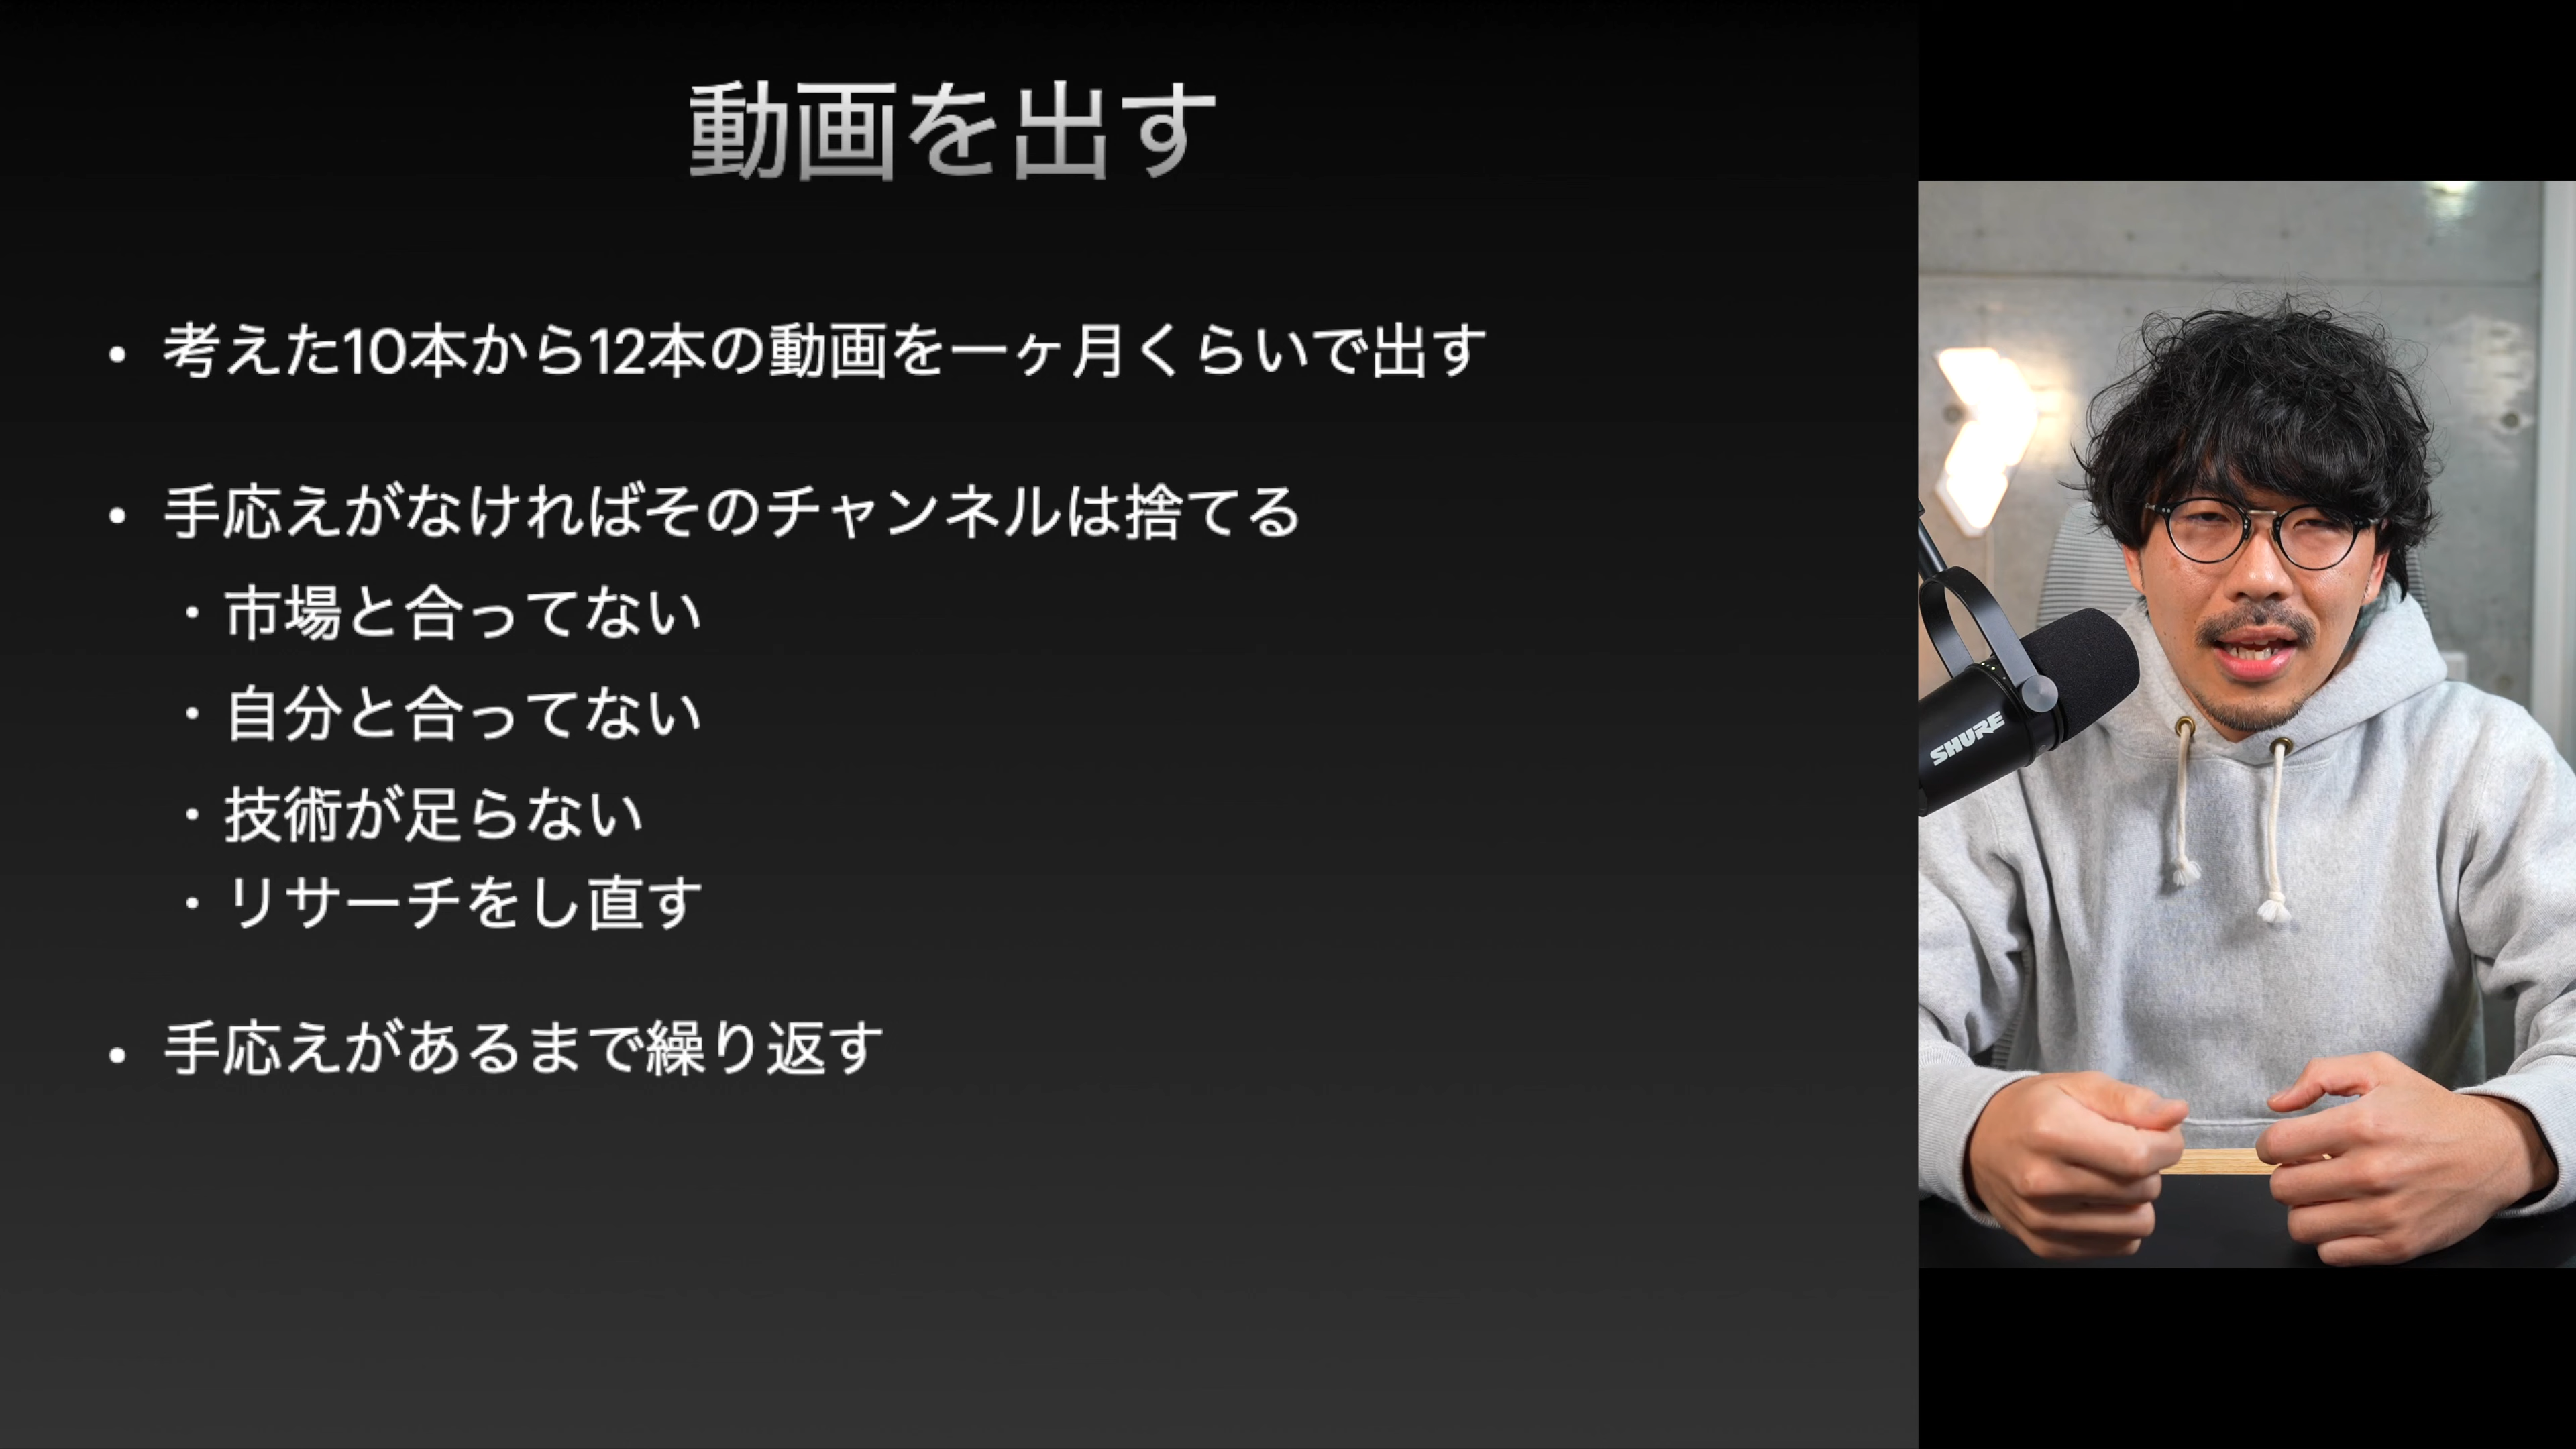 動画を出す
• 考えた10本から12本の動画を一ヶ月くらいで出す
• 手応えがなければそのチャンネルは捨てる
・市場と合ってない
・自分と合ってない
・技術が足らない
・リサーチをし直す
• 手応えがあるまで繰り返す
SHURE